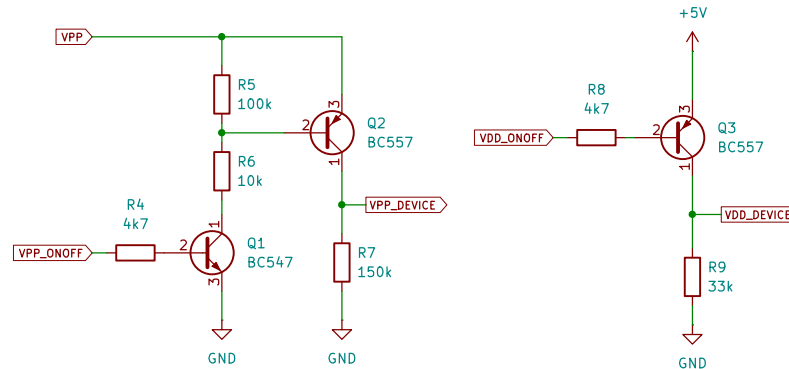 VPP
R5
100k
3
2
1
Q2
BC557
R6
10k
VPP_DEVICE
R4
4k7
VPP_ONOFF
2
1
3
Q1
BC547
R7
150k
GND
GND
+5V
R8
4k7
VDD_ONOFF
2
3
1
Q3
BC557
VDD_DEVICE
R9
33k
GND